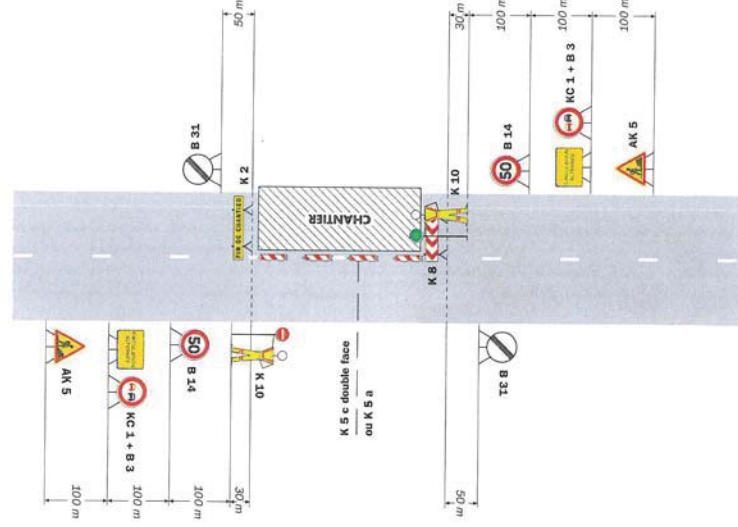 50 m
30 m
100 m
100 m
100 m
B 31
K 2
FIN DE CHANTIER
CHANTIER
K 10
K 8
B 14
50
KC 1 + B 3
AK 5
AK 5
KC 1 + B 3
50
B 14
K 10
K 5 c double face
ou K 5 a
B 31
100 m
100 m
100 m
30 m
50 m